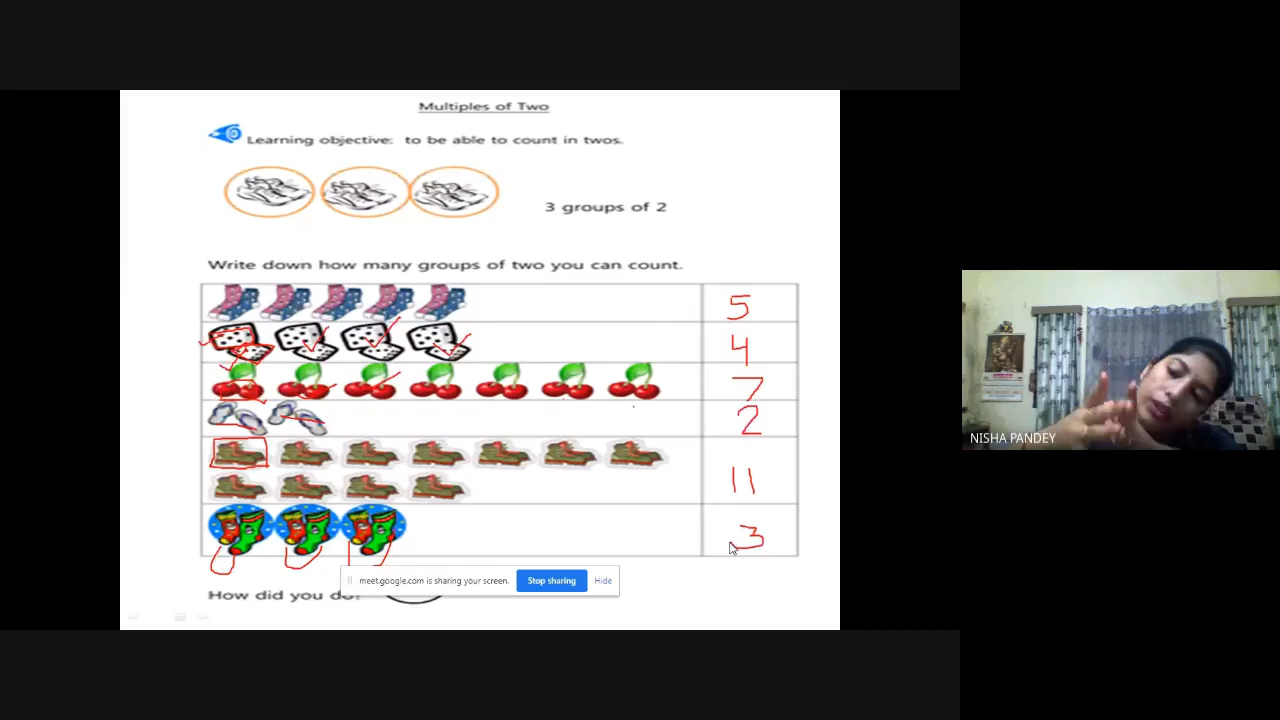 Multiples of Two
Learning objective: to be able to count in twos.
3 groups of 2
Write down how many groups of two you can count.
5
4
7
2
11
3
meet.google.com is sharing your screen. Stop sharing Hide
How did you do?
NISHA PANDEY